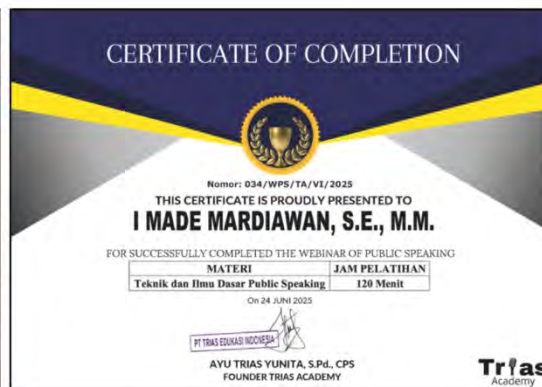 CERTIFICATE OF COMPLETION
Nomor: 034/WPS/TA/VI/2025
THIS CERTIFICATE IS PROUDLY PRESENTED TO
I MADE MARDIAWAN, S.E., M.M.
FOR SUCCESSFULLY COMPLETED THE WEBINAR OF PUBLIC SPEAKING
MATERI JAM PELATIHAN
Teknik dan Ilmu Dasar Public Speaking 120 Menit
On 24 JUNI 2025
PT TRIAS EDUKASI INDONESIA
AYU TRIAS YUNITA, S.Pd., CPS
FOUNDER TRIAS ACADEMY
Trias
Academy